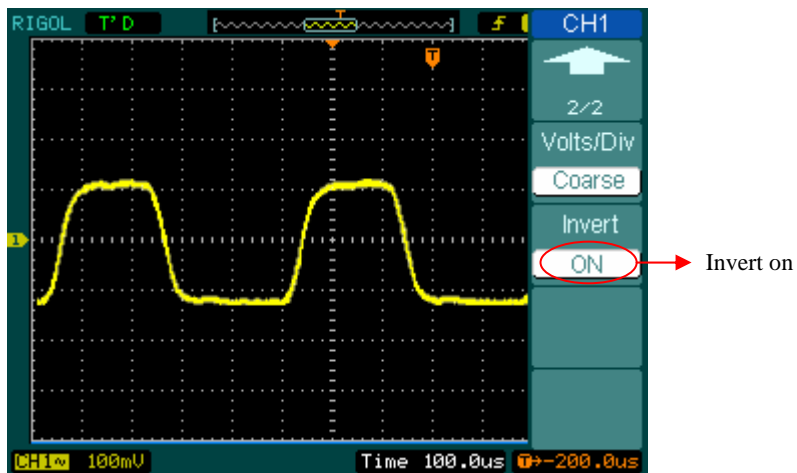 RIGOL T'D T CH1
T
2/2
Volts/Div
Coarse
1
Invert
ON
Invert on
CH1~ 100mV Time 100.0us T→-200.0us